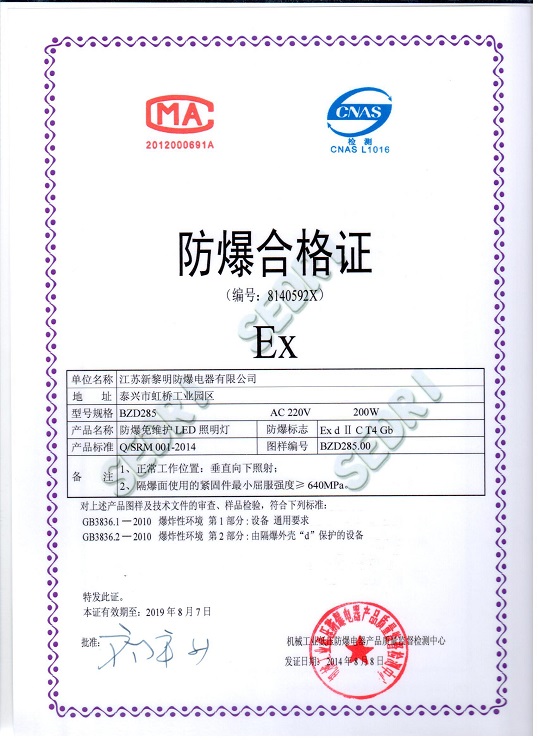 CMA
2012000691A
CNAS
检 测
CNAS L1016
防爆合格证
（编号：8140592X）
Ex
SEDRI
SEDRI
单位名称 江苏新黎明防爆电器有限公司
地 址 泰兴市虹桥工业园区
型号规格 BZD285 AC 220V 200W
产品名称 防爆免维护LED照明灯 防爆标志 Ex d Ⅱ C T4 Gb
产品标准 Q/SRM 001-2014 图样编号 BZD285.00
备 注 1、正常工作位置：垂直向下照射；
2、隔爆面使用的紧固件最小屈服强度≥640MPa。
对上述产品图样及技术文件的审查、样品检验，符合下列标准：
GB3836.1－2010 爆炸性环境 第1部分：设备 通用要求
GB3836.2－2010 爆炸性环境 第2部分：由隔爆外壳“d”保护的设备
特发此证。
本证有效期至：2019年8月7日
批准：
机械工业低压防爆电器产品质量监督检测中心
发证日期：2014年8月8日